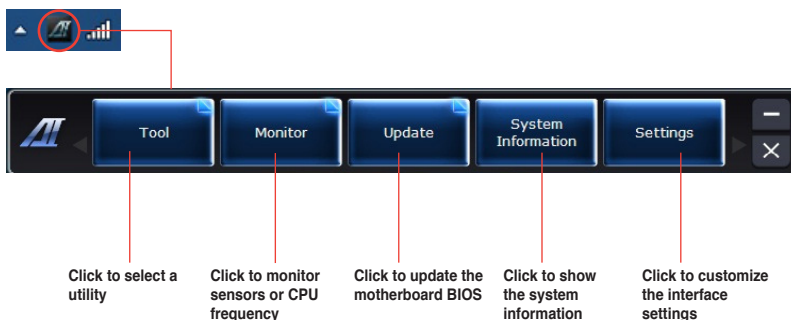 Tool
Monitor
Update
System
Information
Settings
Click to select a
utility
Click to monitor
sensors or CPU
frequency
Click to update the
motherboard BIOS
Click to show
the system
information
Click to customize
the interface
settings